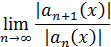 lim_{n→∞} |a_{n+1}(x)| / |a_n(x)|